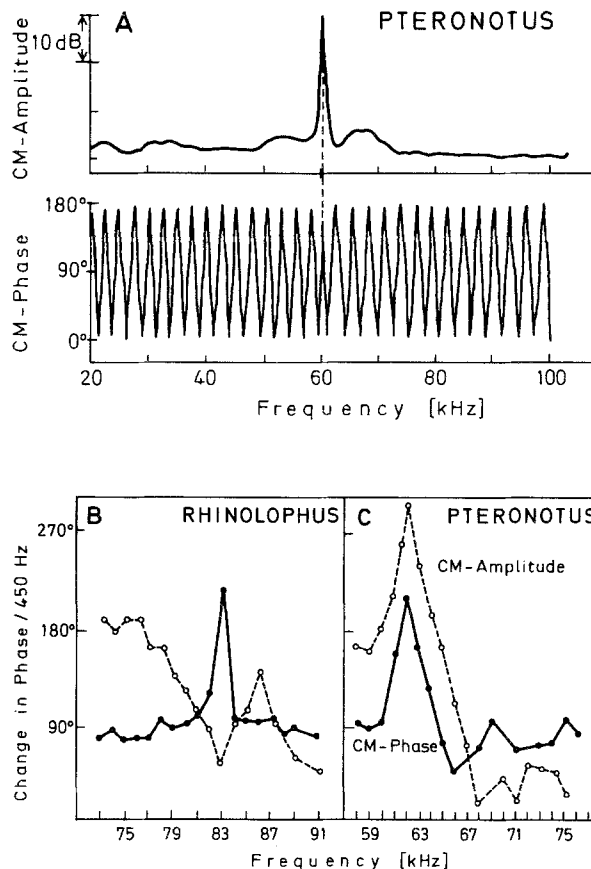 A PTERONOTUS
10 dB
CM-Amplitude
180°
90°
0°
CM-Phase
20 40 60 80 100
Frequency [kHz]
B RHINOLOPHUS
C PTERONOTUS
270°
180°
90°
Change in Phase / 450 Hz
CM-Amplitude
CM-Phase
75 79 83 87 91
59 63 67 71 75
Frequency [kHz]